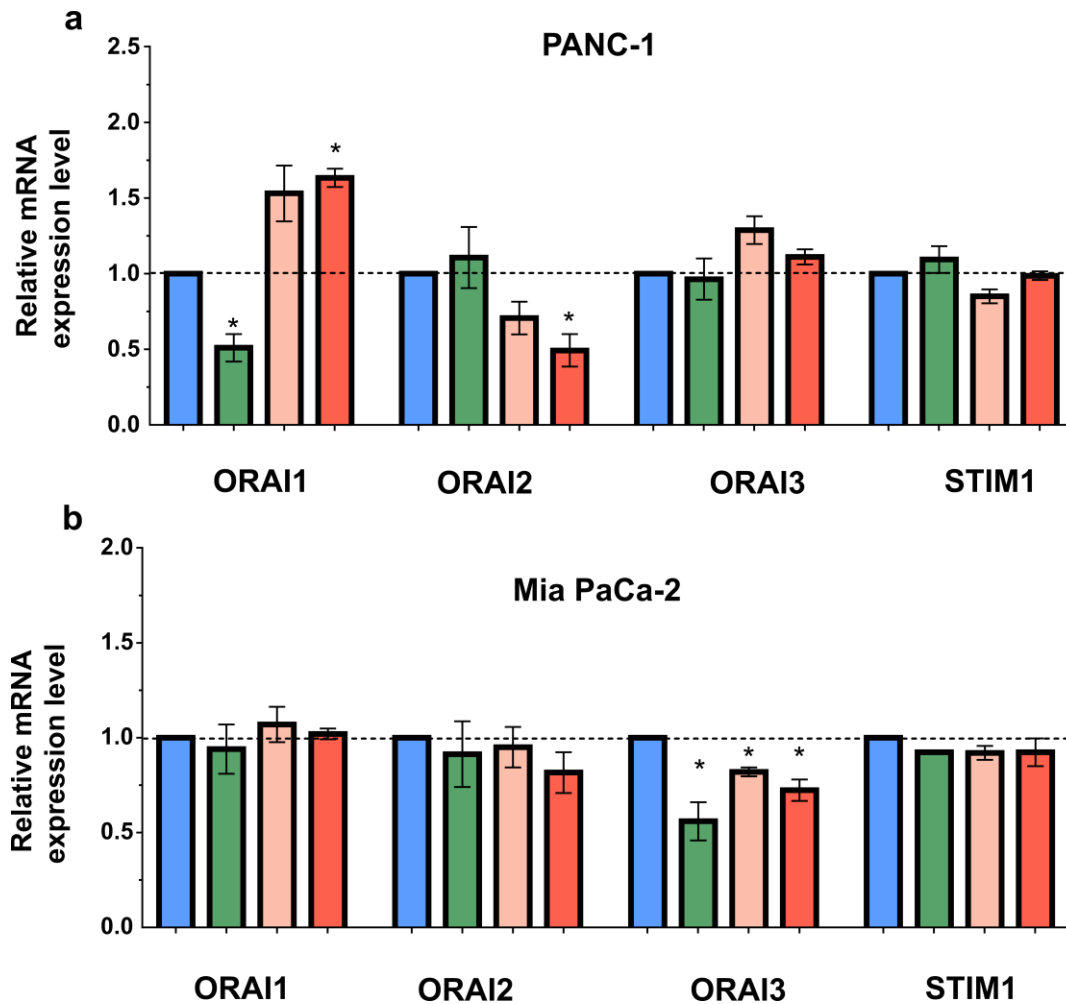 a
PANC-1
Relative mRNA
expression level
2.5
2.0
1.5
1.0
0.5
0.0
*
*
*
ORAI1 ORAI2 ORAI3 STIM1
b
Mia PaCa-2
Relative mRNA
expression level
2.0
1.5
1.0
0.5
0.0
* * *
ORAI1 ORAI2 ORAI3 STIM1